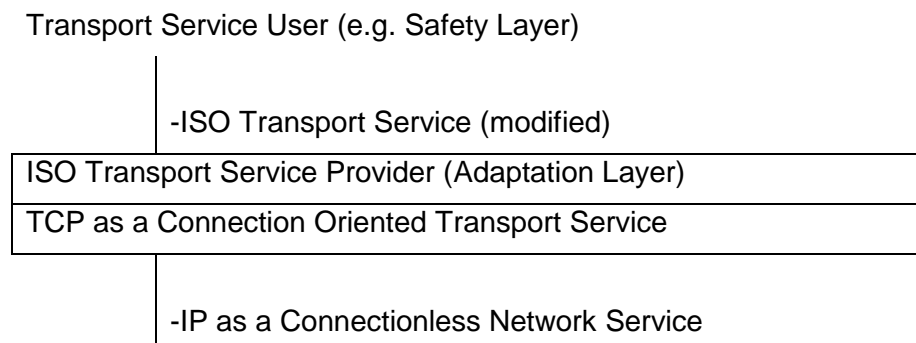 Transport Service User (e.g. Safety Layer)
-ISO Transport Service (modified)
ISO Transport Service Provider (Adaptation Layer)
TCP as a Connection Oriented Transport Service
-IP as a Connectionless Network Service